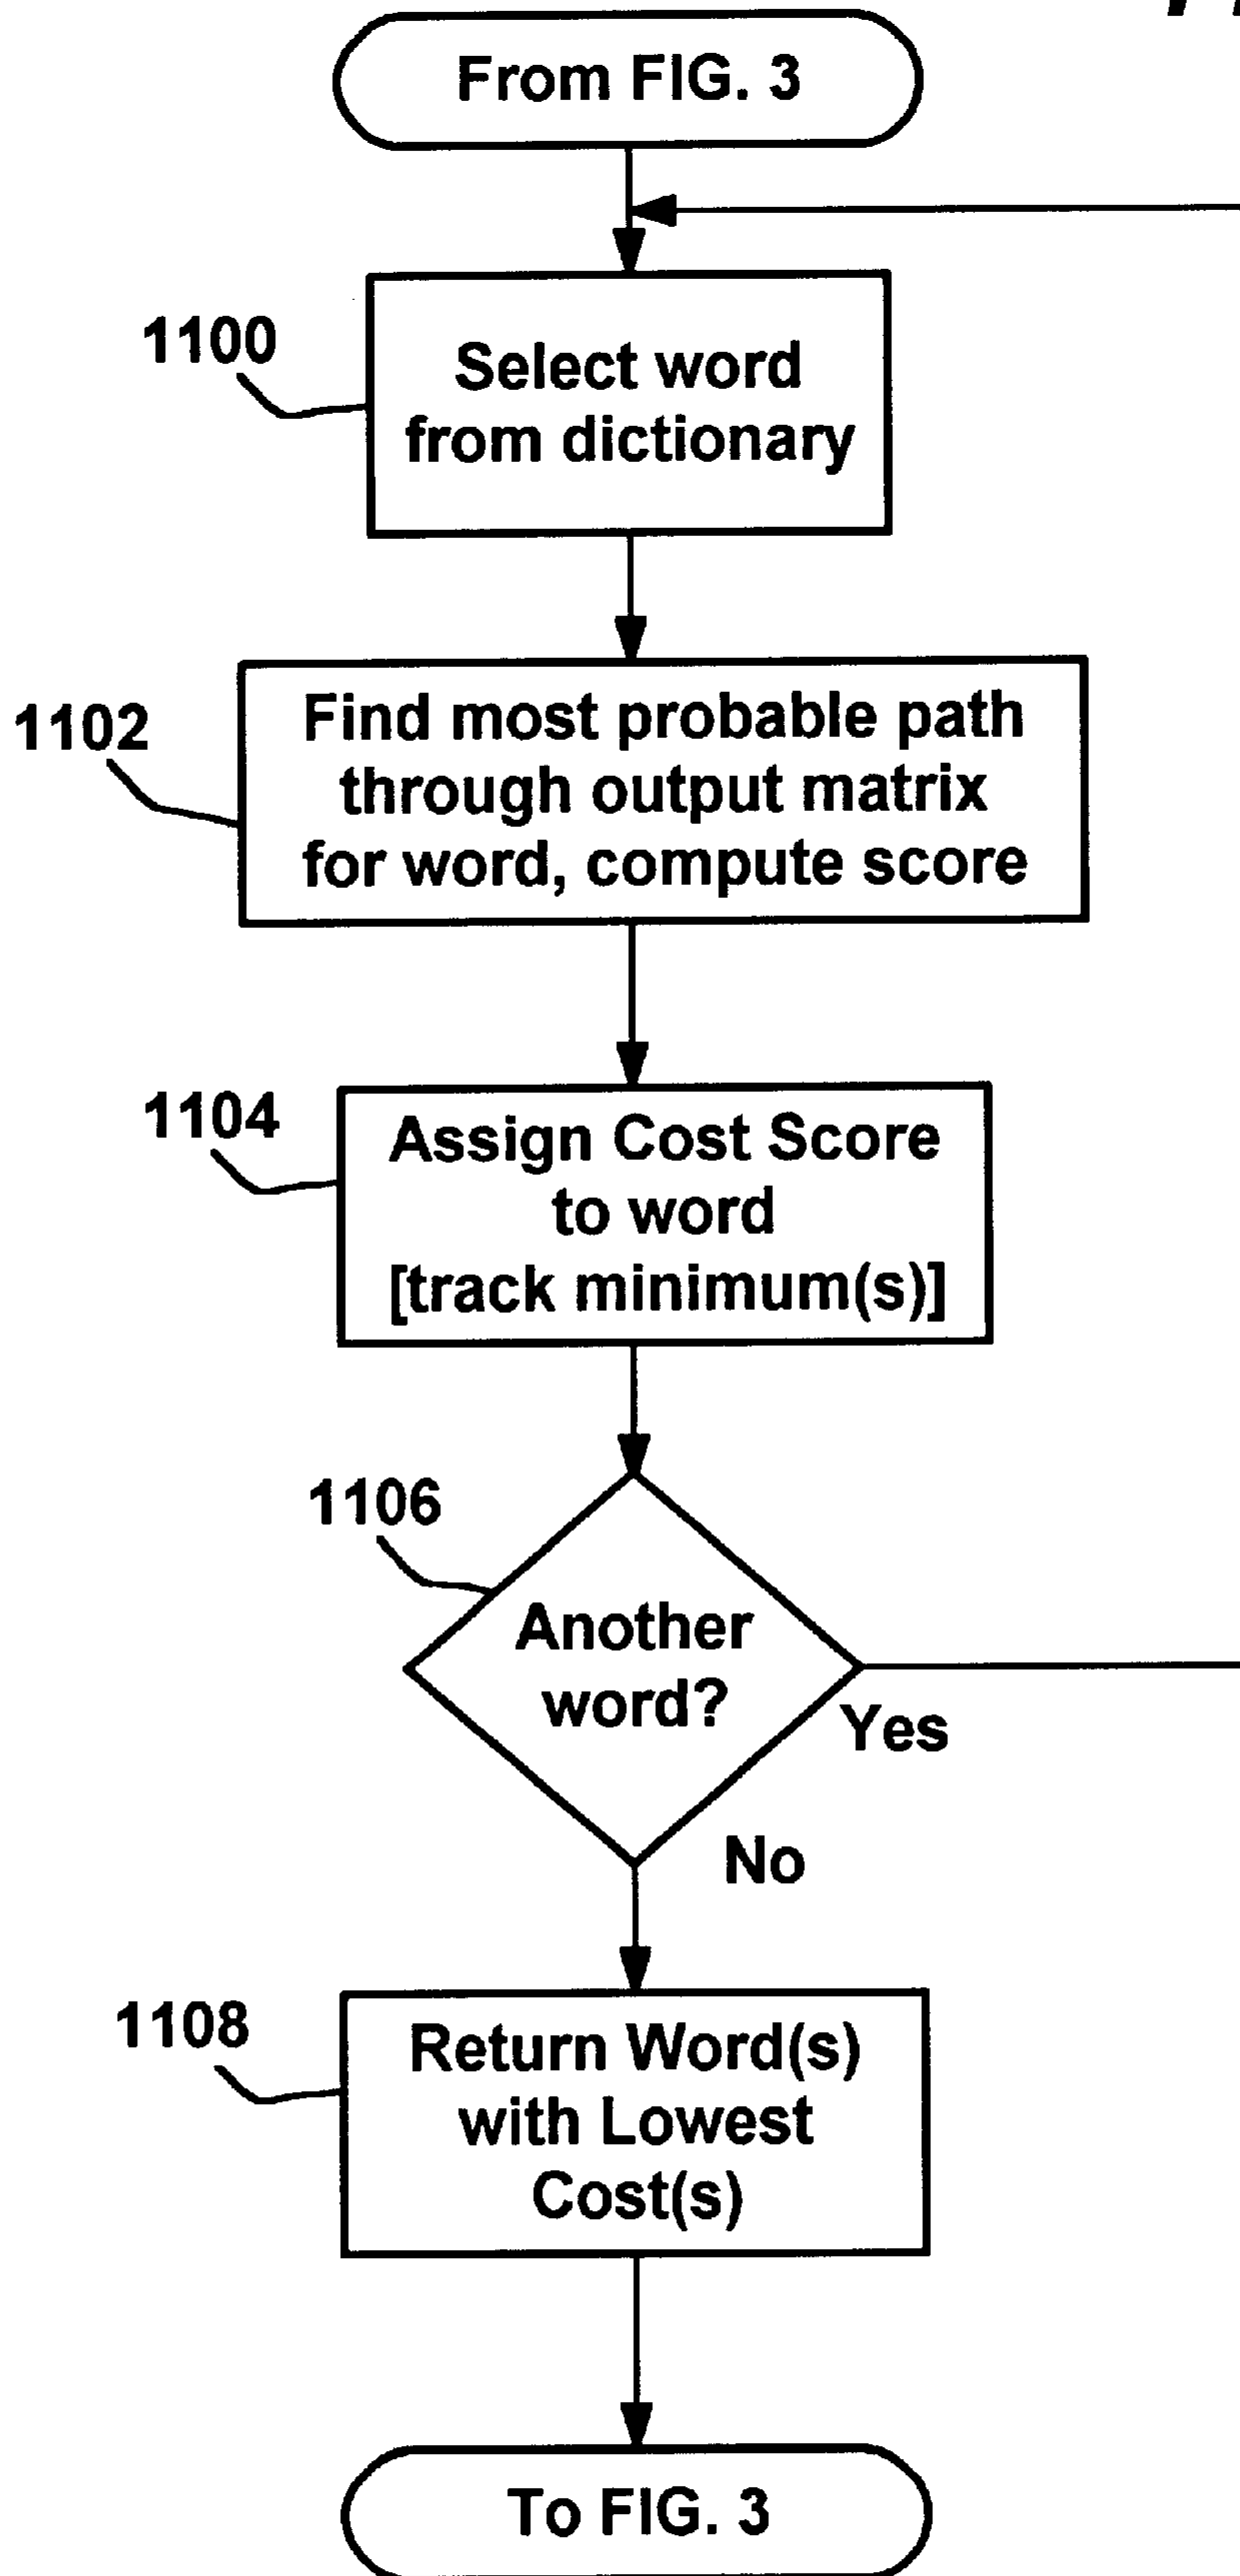 From FIG. 3
1100
Select word
from dictionary
1102
Find most probable path
through output matrix
for word, compute score
1104
Assign Cost Score
to word
[track minimum(s)]
1106
Another
word?
Yes
No
1108
Return Word(s)
with Lowest
Cost(s)
To FIG. 3